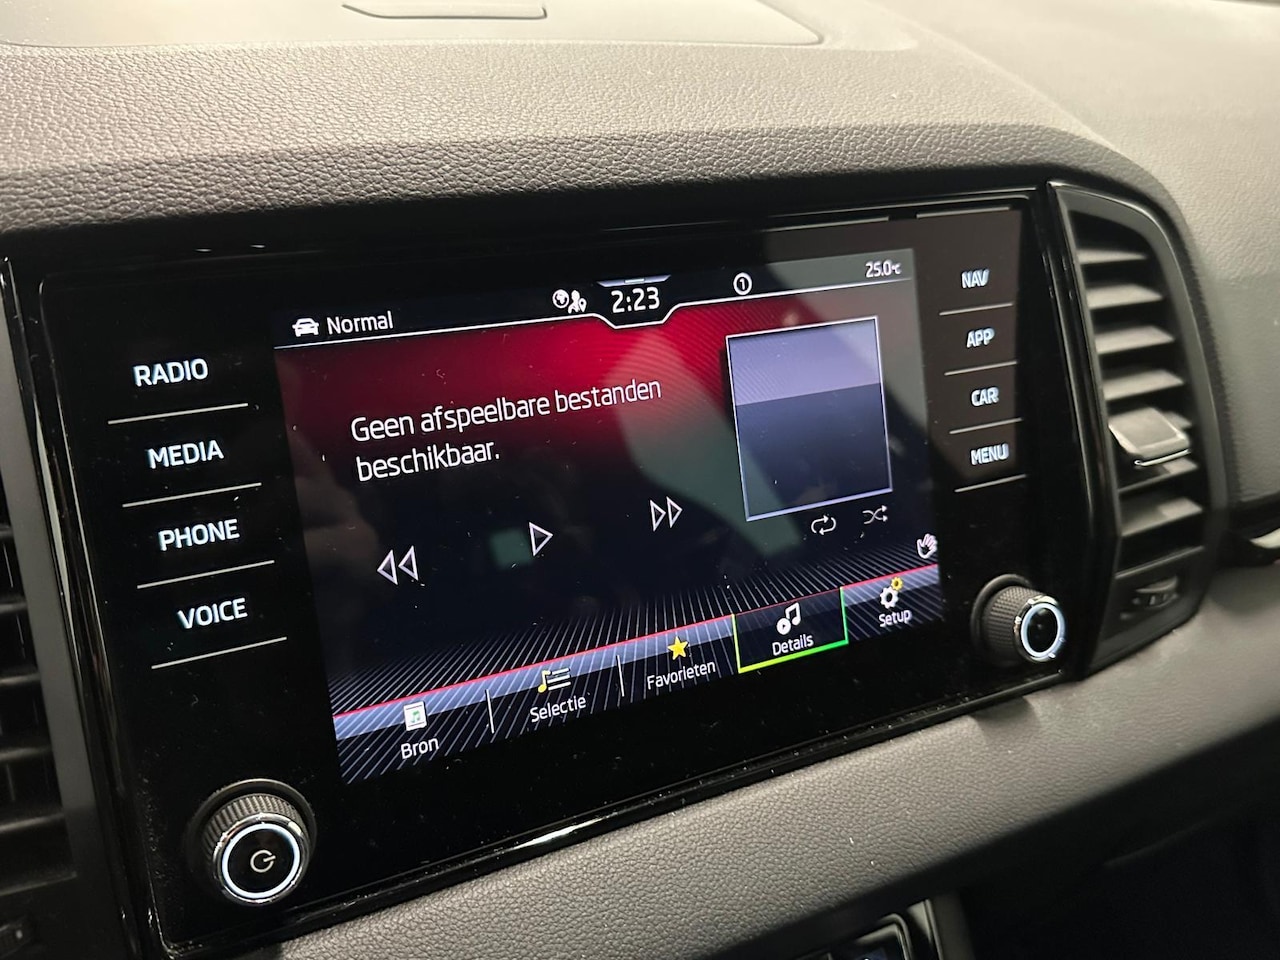 Normal
2:23
1
25.0°C
RADIO
MEDIA
PHONE
VOICE
Geen afspeelbare bestanden
beschikbaar.
Bron
Selectie
Favorieten
Details
Setup
NAV
APP
CAR
MENU